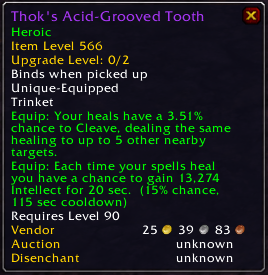 Thok's Acid-Grooved Tooth
Heroic
Item Level 566
Upgrade Level: 0/2
Binds when picked up
Unique-Equipped
Trinket
Equip: Your heals have a 3.51%
chance to Cleave, dealing the same
healing to up to 5 other nearby
targets.
Equip: Each time your spells heal
you have a chance to gain 13,274
Intellect for 20 sec.  (15% chance,
115 sec cooldown)
Requires Level 90
Vendor 25 39 83
Auction unknown
Disenchant unknown